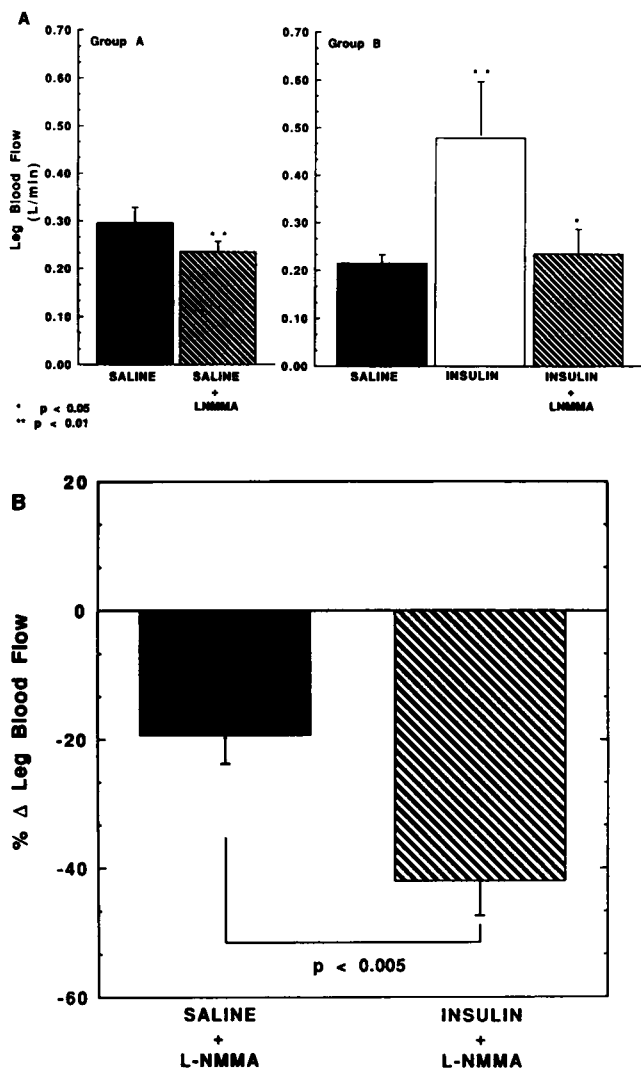 A
Group A
Leg Blood Flow
(L/min)
0.70
0.60
0.50
0.40
0.30
0.20
0.10
0.00
**
SALINE
SALINE
+
LNMMA
Group B
0.70
0.60
0.50
0.40
0.30
0.20
0.10
0.00
**
*
SALINE
INSULIN
INSULIN
+
LNMMA
* p < 0.05
** p < 0.01
B
% Δ Leg Blood Flow
20
0
-20
-40
-60
p < 0.005
SALINE
+
L-NMMA
INSULIN
+
L-NMMA